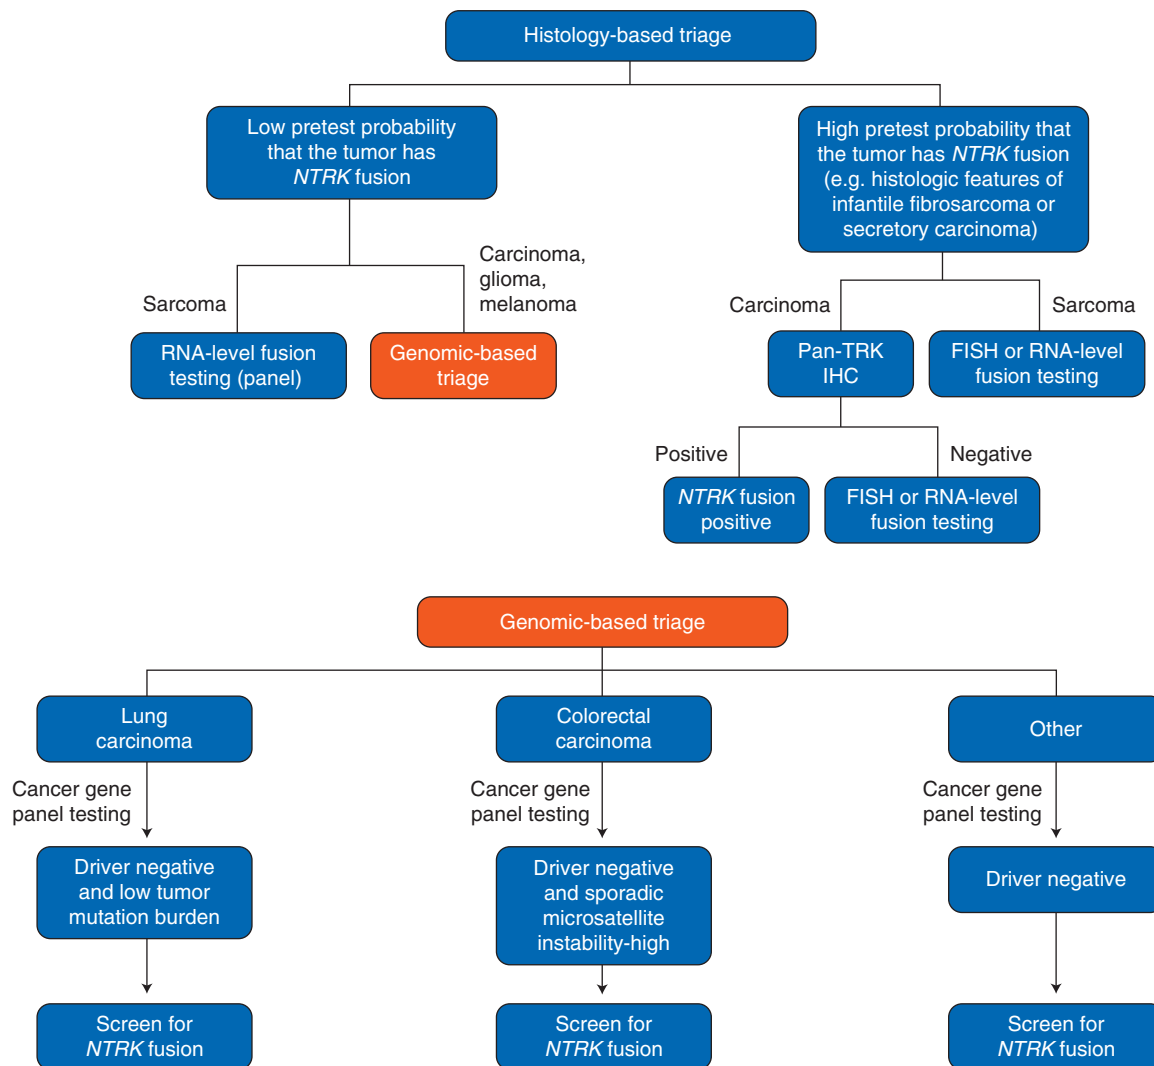 Histology-based triage
Low pretest probability
that the tumor has
NTRK fusion
High pretest probability that
the tumor has NTRK fusion
(e.g. histologic features of
infantile fibrosarcoma or
secretory carcinoma)
Sarcoma
Carcinoma,
glioma,
melanoma
Carcinoma
Sarcoma
RNA-level fusion
testing (panel)
Genomic-based
triage
Pan-TRK
IHC
FISH or RNA-level
fusion testing
Positive
Negative
NTRK fusion
positive
FISH or RNA-level
fusion testing
Genomic-based triage
Lung
carcinoma
Colorectal
carcinoma
Other
Cancer gene
panel testing
Cancer gene
panel testing
Cancer gene
panel testing
Driver negative
and low tumor
mutation burden
Driver negative
and sporadic
microsatellite
instability-high
Driver negative
Screen for
NTRK fusion
Screen for
NTRK fusion
Screen for
NTRK fusion